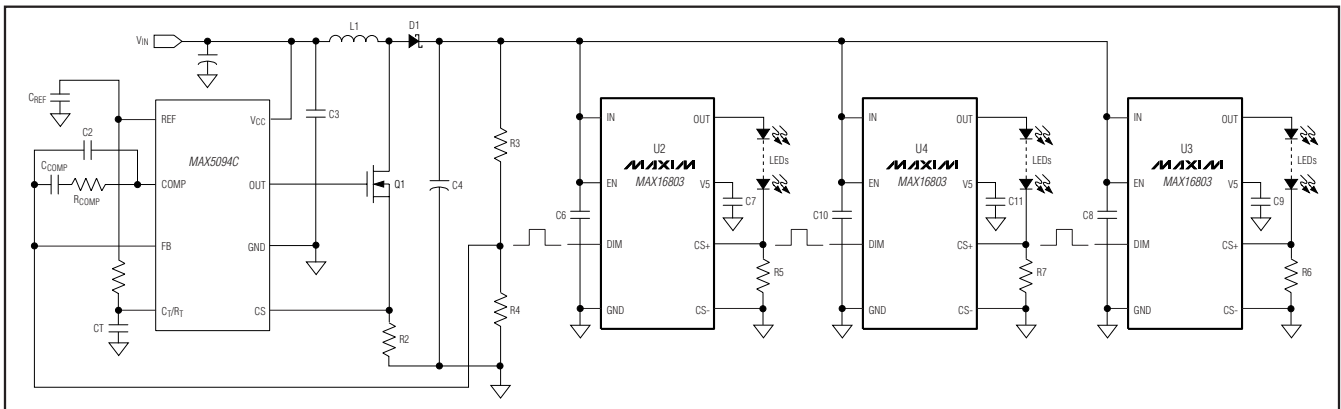 VIN
L1
D1
CREF
REF
VCC
C3
C2
MAX5094C
CCOMP
COMP
RCOMP
OUT
Q1
FB
GND
CT/RT
CS
CT
R2
C4
R3
R4
IN
OUT
U2
MAXIM
MAX16803
LEDs
EN
V5
C6
C7
DIM
CS+
R5
GND
CS-
IN
OUT
U4
MAXIM
MAX16803
LEDs
EN
V5
C10
C11
DIM
CS+
R7
GND
CS-
IN
OUT
U3
MAXIM
MAX16803
LEDs
EN
V5
C8
C9
DIM
CS+
R6
GND
CS-